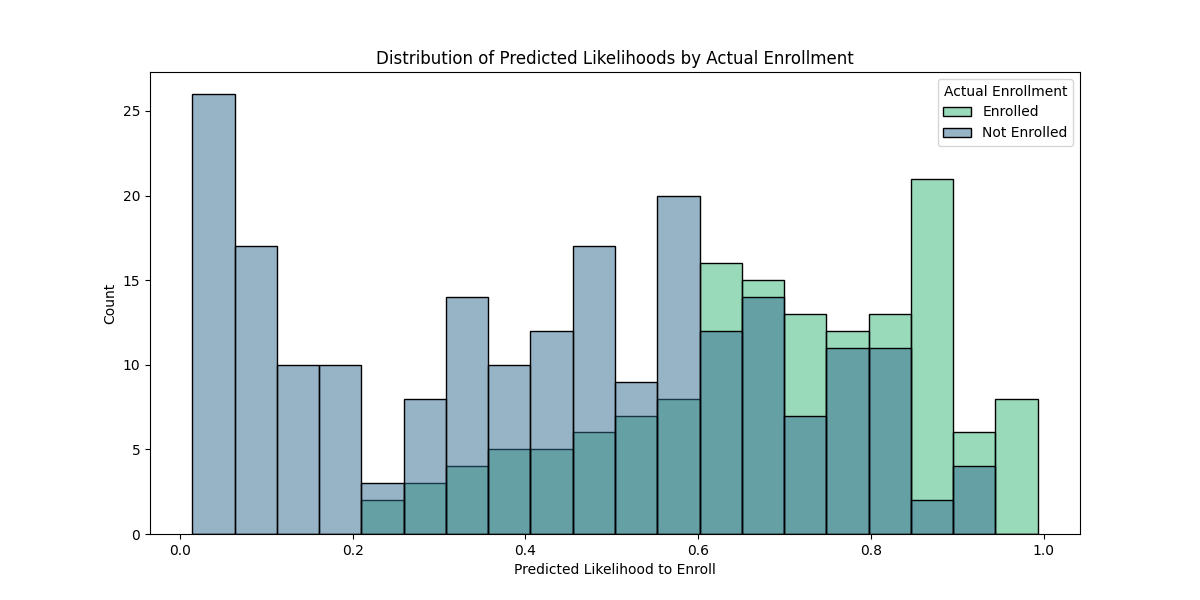 Distribution of Predicted Likelihoods by Actual Enrollment
Actual Enrollment
Enrolled
Not Enrolled
25
20
15
10
5
0
Count
0.0 0.2 0.4 0.6 0.8 1.0
Predicted Likelihood to Enroll